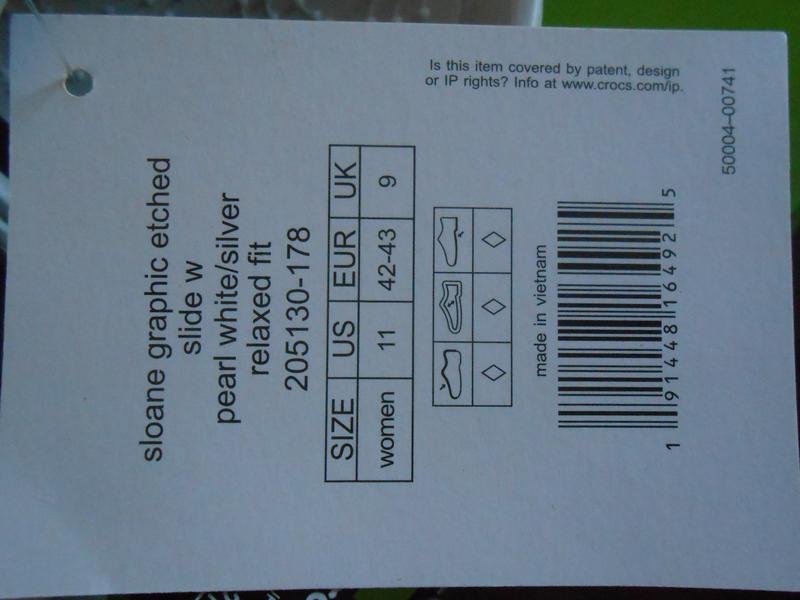 Is this item covered by patent, design
or IP rights? Info at www.crocs.com/ip.
50004-00741
sloane graphic etched
slide w
pearl white/silver
relaxed fit
205130-178
SIZE US EUR UK
women 11 42-43 9
made in vietnam
1 91448 16492 5